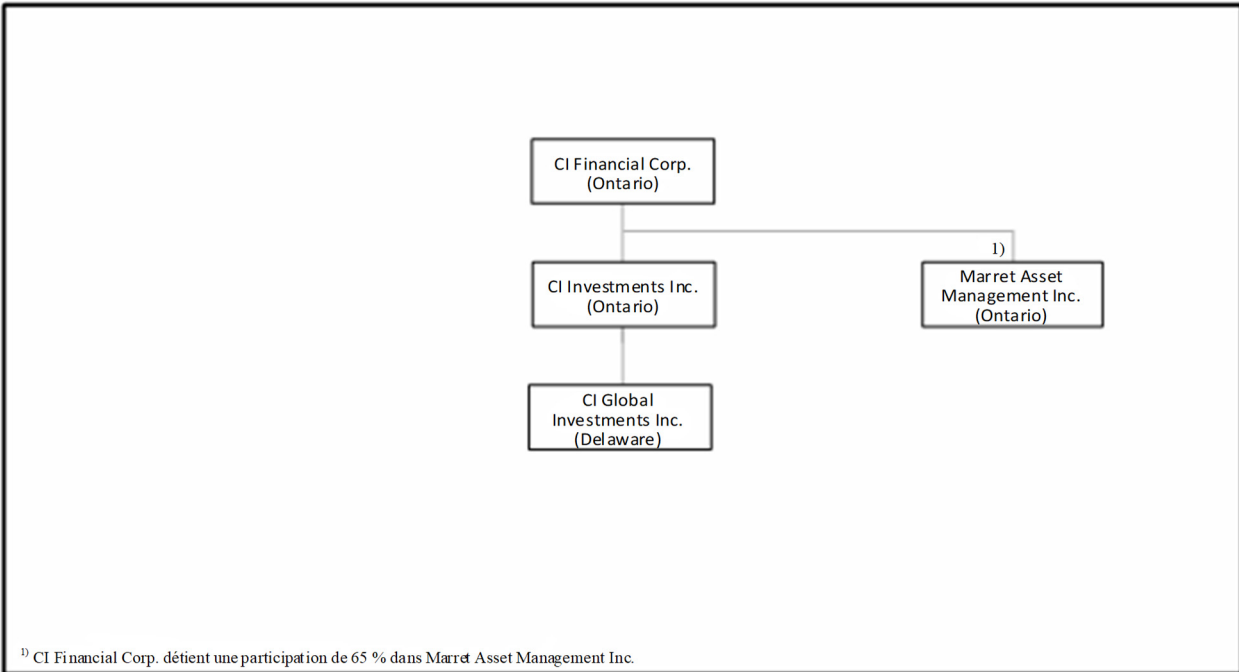 CI Financial Corp.
(Ontario)
1)
CI Investments Inc.
(Ontario)
Marret Asset
Management Inc.
(Ontario)
CI Global
Investments Inc.
(Delaware)
1) CI Financial Corp. détient une participation de 65 % dans Marret Asset Management Inc.